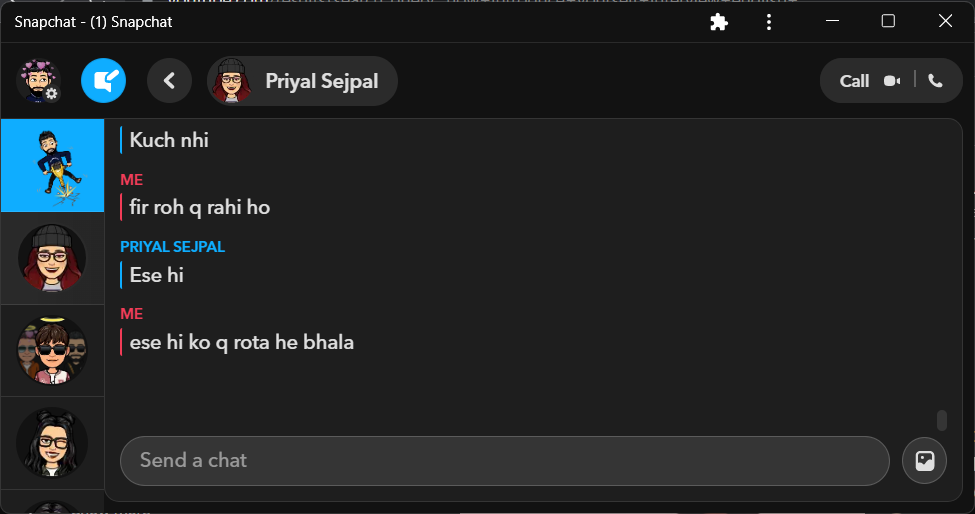 Snapchat - (1) Snapchat
Priyal Sejpal
Call
Kuch nhi
ME
fir roh q rahi ho
PRIYAL SEJPAL
Ese hi
ME
ese hi ko q rota he bhala
Send a chat